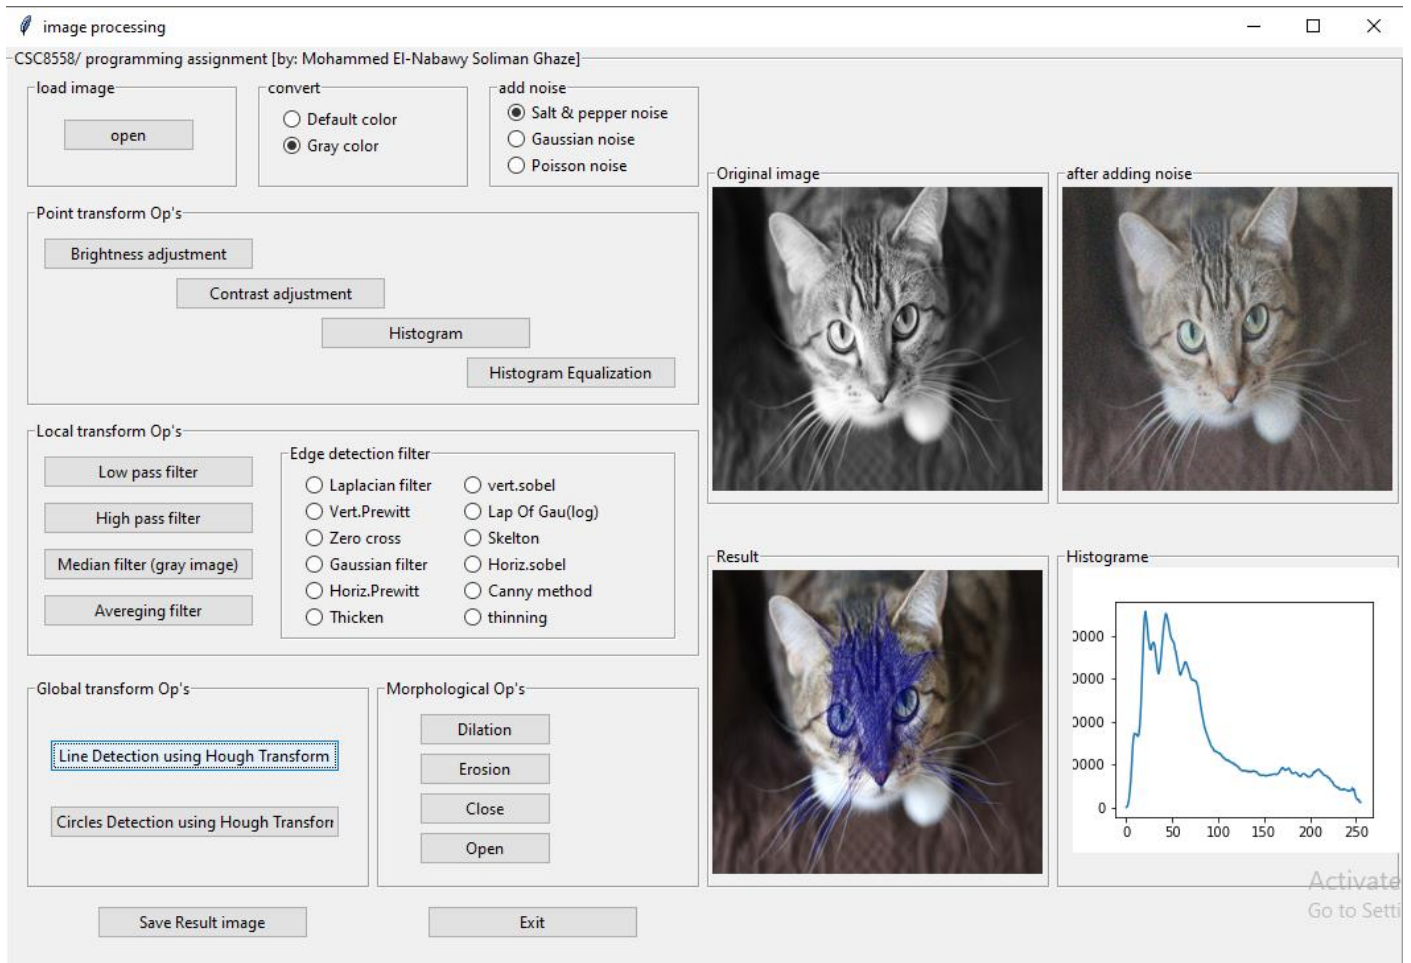 image processing
CSC8558/ programming assignment [by: Mohammed El-Nabawy Soliman Ghaze]
load image
open
convert
Default color
Gray color
add noise
Salt & pepper noise
Gaussian noise
Poisson noise
Original image
after adding noise
Point transform Op's
Brightness adjustment
Contrast adjustment
Histogram
Histogram Equalization
Local transform Op's
Low pass filter
High pass filter
Median filter (gray image)
Avereging filter
Edge detection filter
Laplacian filter
Vert.Prewitt
Zero cross
Gaussian filter
Horiz.Prewitt
Thicken
vert.sobel
Lap Of Gau(log)
Skelton
Horiz.sobel
Canny method
thinning
Result
Histograme
0000
0000
0000
0000
0
0 50 100 150 200 250
Global transform Op's
Line Detection using Hough Transform
Circles Detection using Hough Transforr
Morphological Op's
Dilation
Erosion
Close
Open
Activate
Go to Setti
Save Result image
Exit